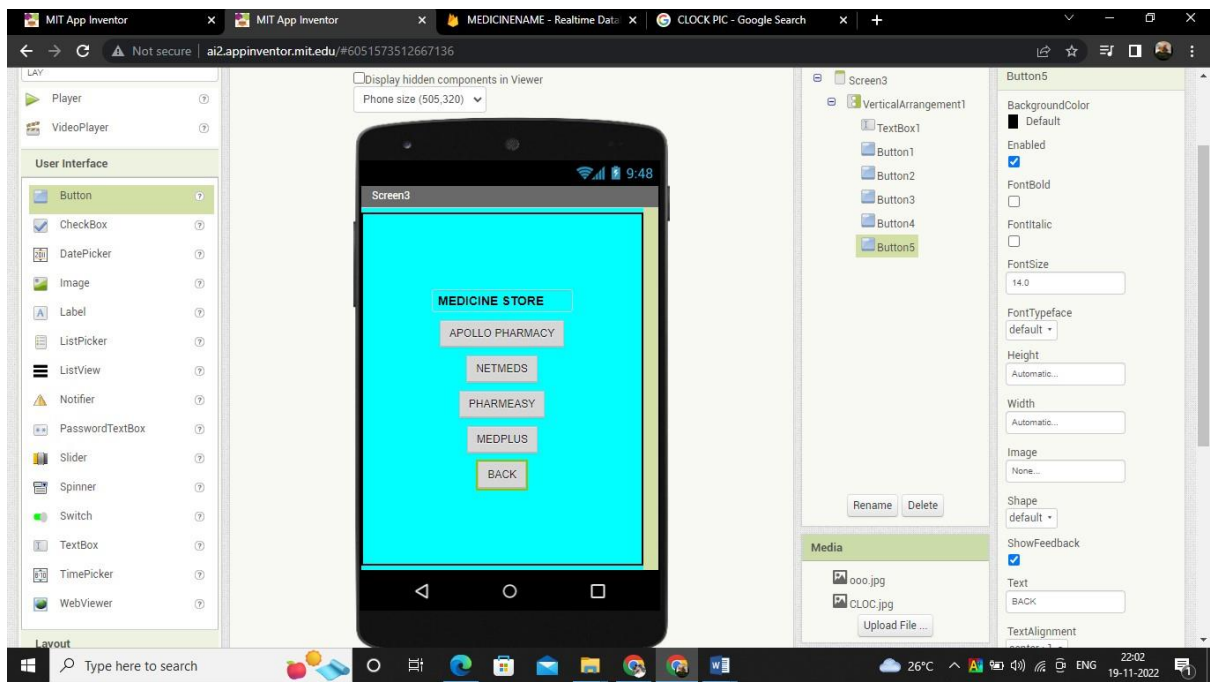 MIT App Inventor
MIT App Inventor
MEDICINENAME - Realtime Data
CLOCK PIC - Google Search
Not secure | ai2.appinventor.mit.edu/#6051573512667136
LAY
Player
VideoPlayer
User Interface
Button
CheckBox
DatePicker
Image
Label
ListPicker
ListView
Notifier
PasswordTextBox
Slider
Spinner
Switch
TextBox
TimePicker
WebViewer
Layout
Display hidden components in Viewer
Phone size (505,320)
9:48
Screen3
MEDICINE STORE
APOLLO PHARMACY
NETMEDS
PHARMEASY
MEDPLUS
BACK
Screen3
VerticalArrangement1
TextBox1
Button1
Button2
Button3
Button4
Button5
Rename Delete
Media
ooo.jpg
CLOC.jpg
Upload File ...
Button5
BackgroundColor
Default
Enabled
FontBold
FontItalic
FontSize
14.0
FontTypeface
default
Height
Automatic...
Width
Automatic...
Image
None...
Shape
default
ShowFeedback
Text
BACK
TextAlignment
Type here to search
26°C
ENG
22:02
19-11-2022